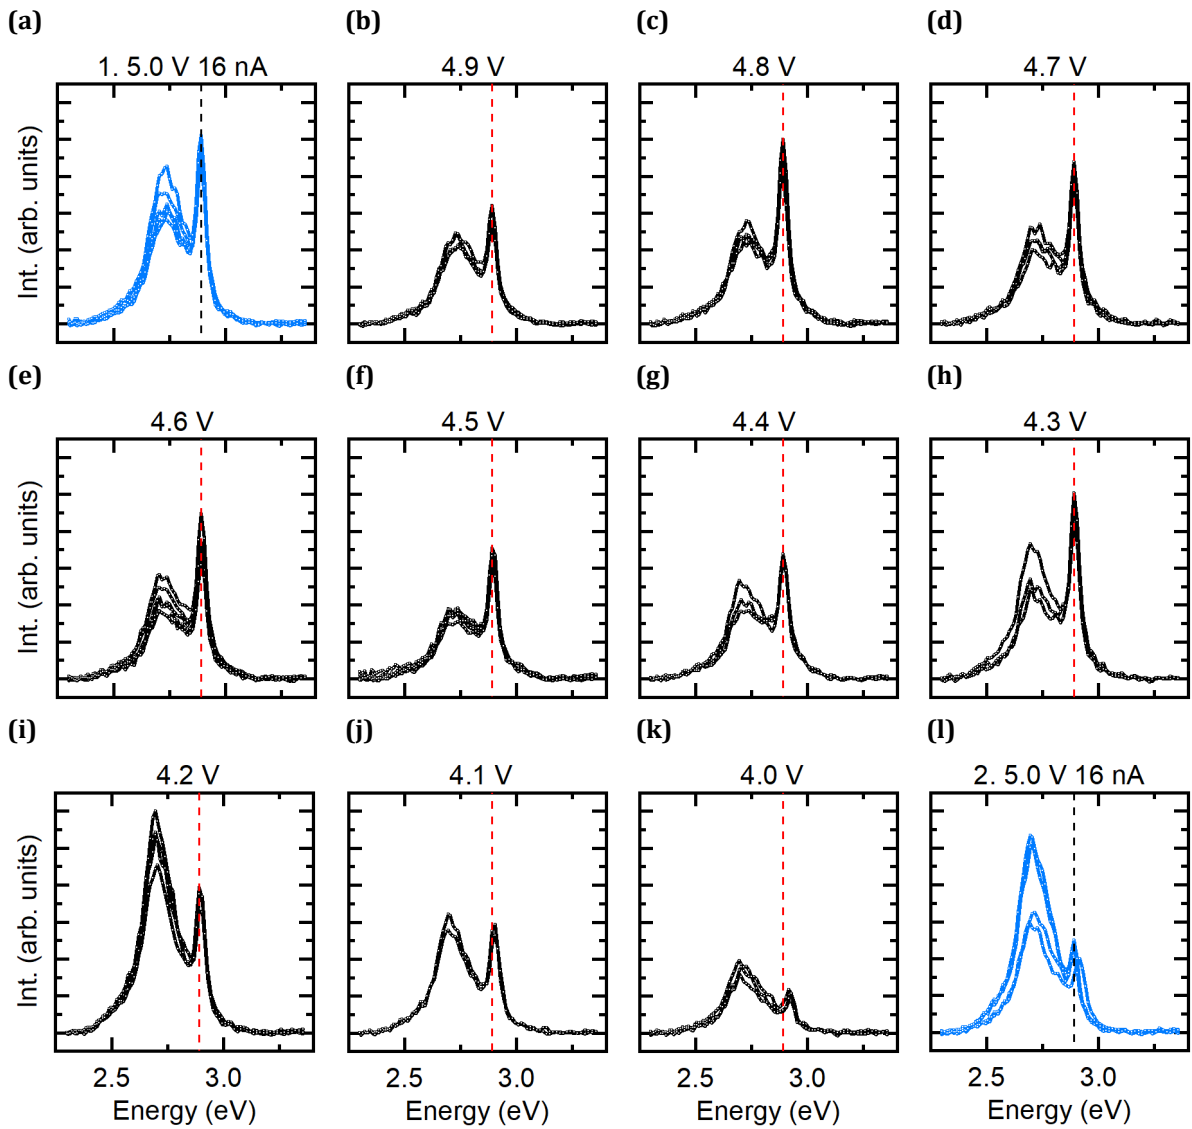 (a) (b) (c) (d)
1. 5.0 V 16 nA 4.9 V 4.8 V 4.7 V
Int. (arb. units)
(e) (f) (g) (h)
4.6 V 4.5 V 4.4 V 4.3 V
Int. (arb. units)
(i) (j) (k) (l)
4.2 V 4.1 V 4.0 V 2. 5.0 V 16 nA
Int. (arb. units)
2.5 3.0 2.5 3.0 2.5 3.0 2.5 3.0
Energy (eV) Energy (eV) Energy (eV) Energy (eV)